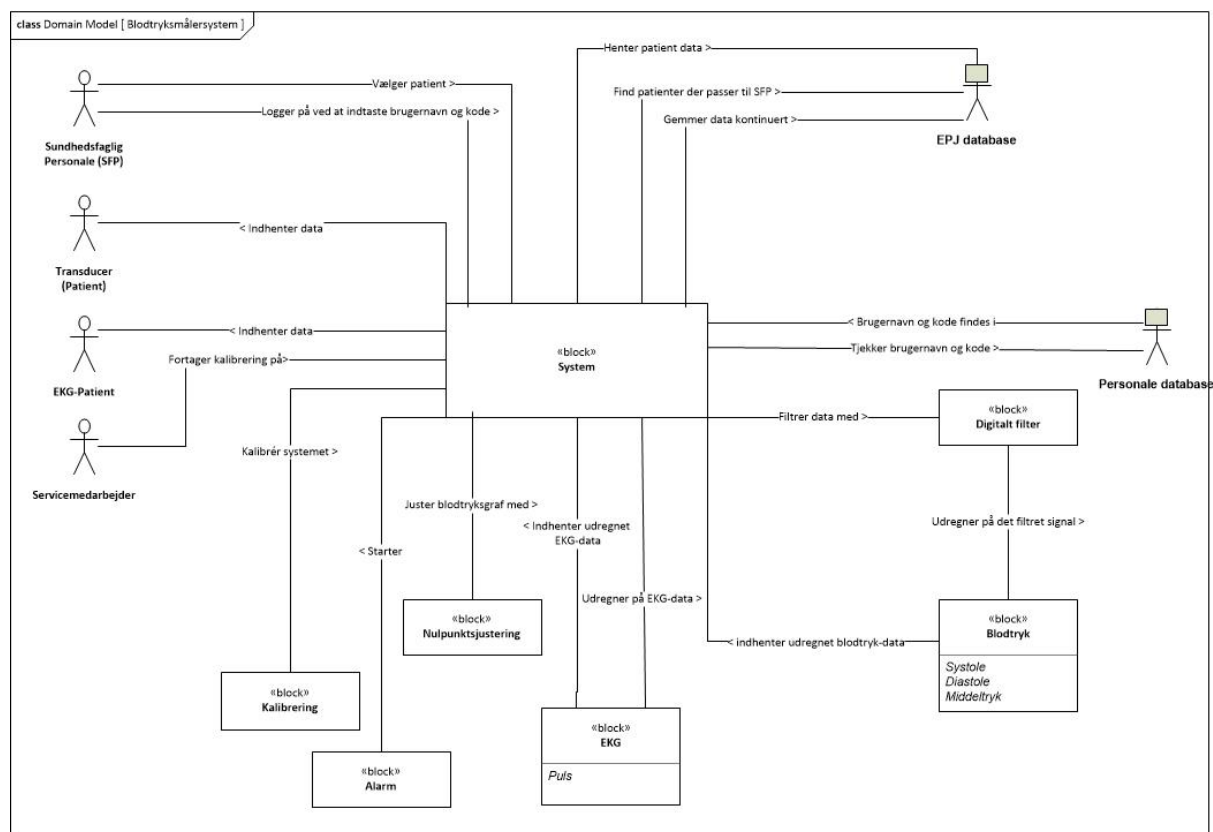 class Domain Model [ Blodtryksmålersystem ]
Henter patient data >
Vælger patient >
Find patienter der passer til SFP >
Logger på ved at indtaste brugernavn og kode >
Gemmer data kontinuert >
Sundhedsfaglig
Personale (SFP)
EPJ database
< Indhenter data
Transducer
(Patient)
< Indhenter data
< Brugernavn og kode findes i
«block»
System
Tjekker brugernavn og kode >
Fortager kalibrering på>
EKG-Patient
Personale database
«block»
Digitalt filter
Filtrer data med >
Kalibrér systemet >
Servicemedarbejder
Juster blodtryksgraf med >
< Indhenter udregnet
EKG-data
Udregner på det filtret signal >
< Starter
Udregner på EKG-data >
«block»
Nulpunktsjustering
«block»
Blodtryk
Systole
Diastole
Middeltryk
< indhenter udregnet blodtryk-data
«block»
Kalibrering
«block»
EKG
Puls
«block»
Alarm